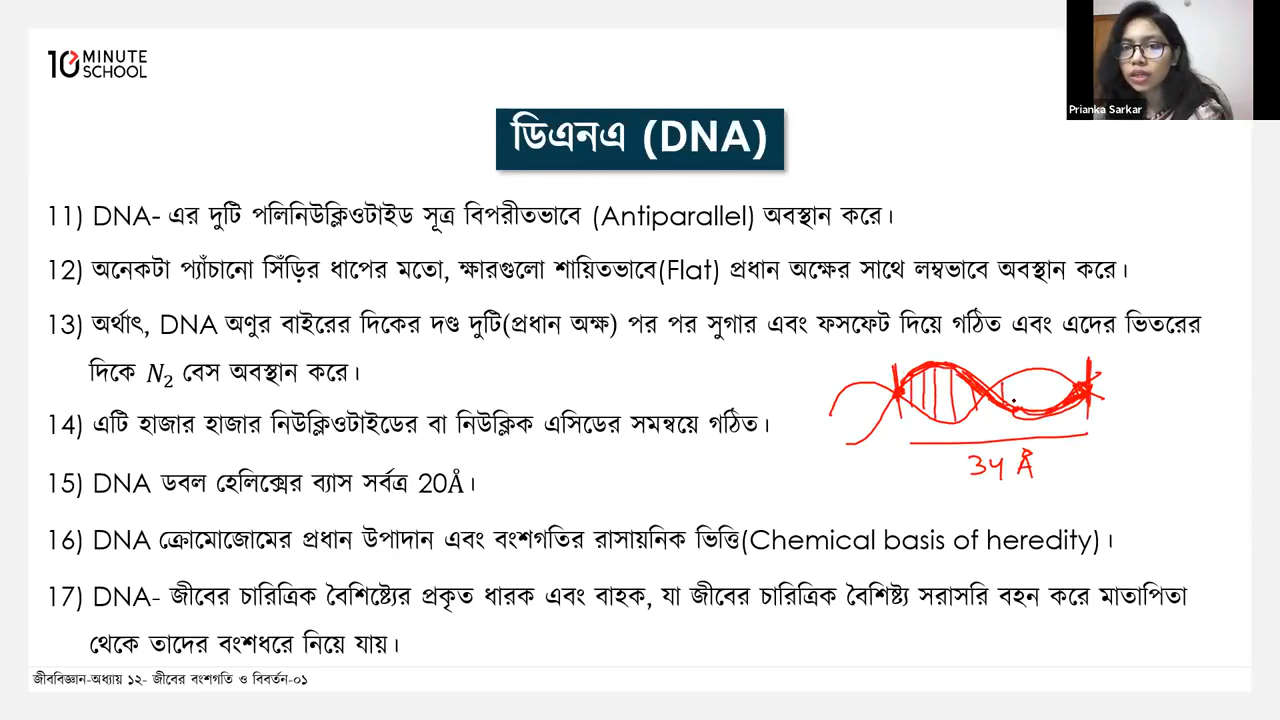 10 MINUTE SCHOOL
Prianka Sarkar
ডিএনএ (DNA)
11) DNA- এর দুটি পলিনিউক্লিওটাইড সূত্র বিপরীতভাবে (Antiparallel) অবস্থান করে।
12) অনেকটা প্যাঁচানো সিঁড়ির ধাপের মতো, ক্ষারগুলো শায়িতভাবে(Flat) প্রধান অক্ষের সাথে লম্বভাবে অবস্থান করে।
13) অর্থাৎ, DNA অণুর বাইরের দিকের দণ্ড দুটি(প্রধান অক্ষ) পর পর সুগার এবং ফসফেট দিয়ে গঠিত এবং এদের ভিতরের
দিকে N₂ বেস অবস্থান করে।
14) এটি হাজার হাজার নিউক্লিওটাইডের বা নিউক্লিক এসিডের সমন্বয়ে গঠিত।
34 Å
15) DNA ডবল হেলিক্সের ব্যাস সর্বত্র 20Å।
16) DNA ক্রোমোজোমের প্রধান উপাদান এবং বংশগতির রাসায়নিক ভিত্তি(Chemical basis of heredity)।
17) DNA- জীবের চারিত্রিক বৈশিষ্ট্যের প্রকৃত ধারক এবং বাহক, যা জীবের চারিত্রিক বৈশিষ্ট্য সরাসরি বহন করে মাতাপিতা
থেকে তাদের বংশধরে নিয়ে যায়।
জীববিজ্ঞান-অধ্যায় ১২- জীবের বংশগতি ও বিবর্তন-০১